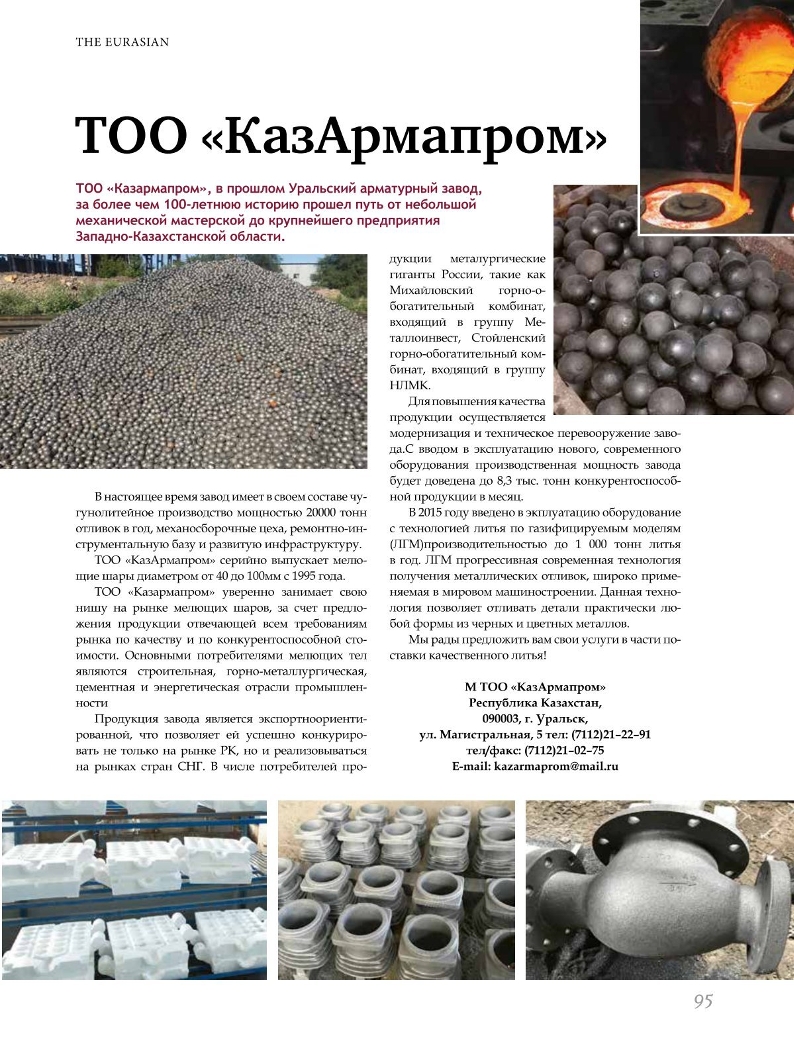 THE EURASIAN
ТОО «КазАрмапром»
ТОО «Казармапром», в прошлом Уральский арматурный завод,
за более чем 100-летнюю историю прошел путь от небольшой
механической мастерской до крупнейшего предприятия
Западно-Казахстанской области.
В настоящее время завод имеет в своем составе чу-
гунолитейное производство мощностью 20000 тонн
отливок в год, механосборочные цеха, ремонтно-ин-
струментальную базу и развитую инфраструктуру.
ТОО «КазАрмапром» серийно выпускает мелю-
щие шары диаметром от 40 до 100мм с 1995 года.
ТОО «Казармапром» уверенно занимает свою
нишу на рынке мелющих шаров, за счет предло-
жения продукции отвечающей всем требованиям
рынка по качеству и по конкурентоспособной сто-
имости. Основными потребителями мелющих тел
являются строительная, горно-металлургическая,
цементная и энергетическая отрасли промышлен-
ности
Продукция завода является экспортноориенти-
рованной, что позволяет ей успешно конкуриро-
вать не только на рынке РК, но и реализовываться
на рынках стран СНГ. В числе потребителей про-
дукции металургические
гиганты России, такие как
Михайловский горно-о-
богатительный комбинат,
входящий в группу Ме-
таллоинвест, Стойленский
горно-обогатительный ком-
бинат, входящий в группу
НЛМК.
Для повышения качества
продукции осуществляется
модернизация и техническое перевооружение заво-
да.С вводом в эксплуатацию нового, современного
оборудования производственная мощность завода
будет доведена до 8,3 тыс. тонн конкурентоспособ-
ной продукции в месяц.
В 2015 году введено в экплуатацию оборудование
с технологией литья по газифицируемым моделям
(ЛГМ)производительностью до 1 000 тонн литья
в год. ЛГМ прогрессивная современная технология
получения металлических отливок, широко приме-
няемая в мировом машиностроении. Данная техно-
логия позволяет отливать детали практически лю-
бой формы из черных и цветных металлов.
Мы рады предложить вам свои услуги в части по-
ставки качественного литья!
М ТОО «КазАрмапром»
Республика Казахстан,
090003, г. Уральск,
ул. Магистральная, 5 тел: (7112)21–22–91
тел/факс: (7112)21–02–75
E-mail: kazarmaprom@mail.ru
95